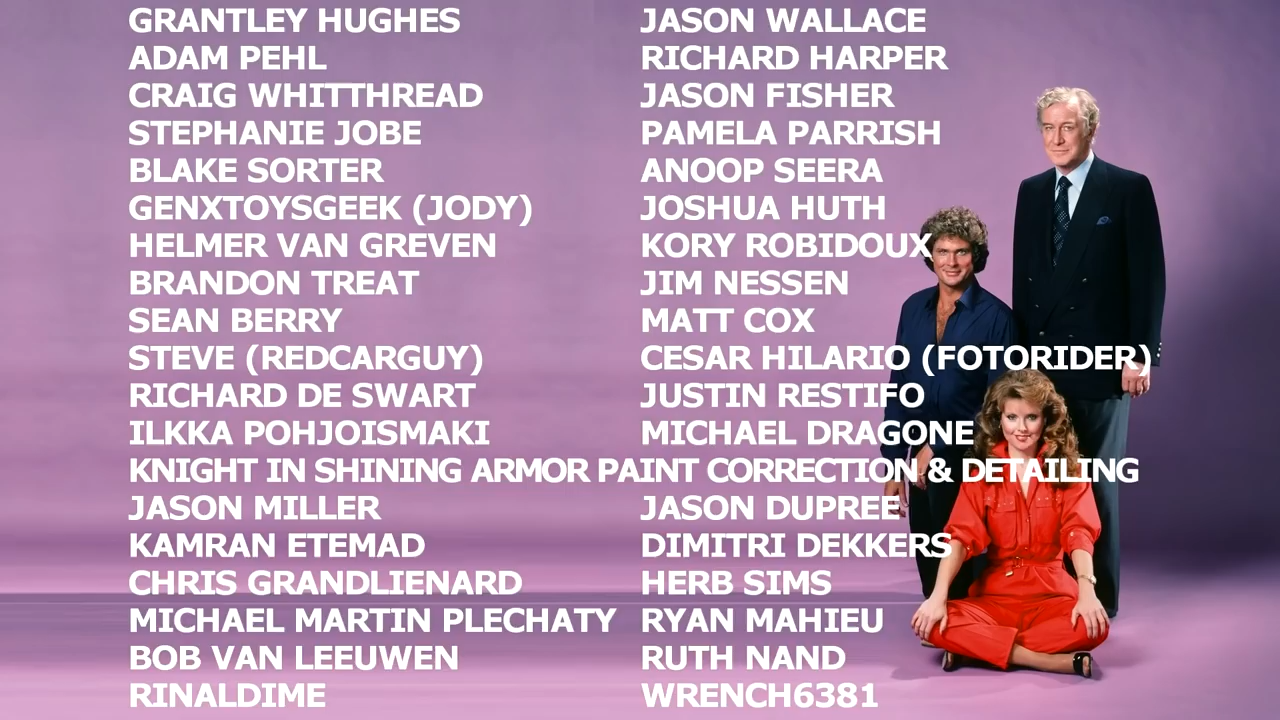 GRANTLEY HUGHES JASON WALLACE
ADAM PEHL RICHARD HARPER
CRAIG WHITTHREAD JASON FISHER
STEPHANIE JOBE PAMELA PARRISH
BLAKE SORTER ANOOP SEERA
GENXTOYSGEEK (JODY) JOSHUA HUTH
HELMER VAN GREVEN KORY ROBIDOUX
BRANDON TREAT JIM NESSEN
SEAN BERRY MATT COX
STEVE (REDCARGUY) CESAR HILARIO (FOTORIDER)
RICHARD DE SWART JUSTIN RESTIFO
ILKKA POHJOISMAKI MICHAEL DRAGONE
KNIGHT IN SHINING ARMOR PAINT CORRECTION & DETAILING
JASON MILLER JASON DUPREE
KAMRAN ETEMAD DIMITRI DEKKERS
CHRIS GRANDLIENARD HERB SIMS
MICHAEL MARTIN PLECHATY RYAN MAHIEU
BOB VAN LEEUWEN RUTH NAND
RINALDIME WRENCH6381